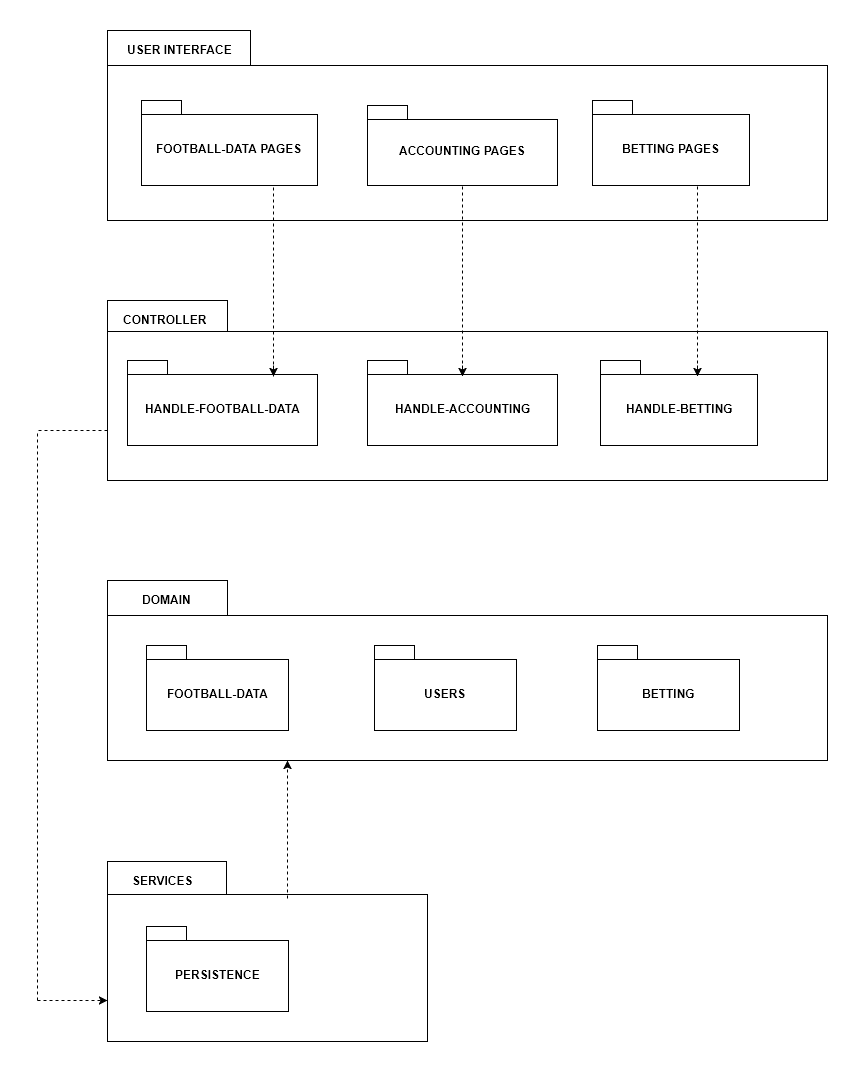 USER INTERFACE
FOOTBALL-DATA PAGES
ACCOUNTING PAGES
BETTING PAGES
CONTROLLER
HANDLE-FOOTBALL-DATA
HANDLE-ACCOUNTING
HANDLE-BETTING
DOMAIN
FOOTBALL-DATA
USERS
BETTING
SERVICES
PERSISTENCE